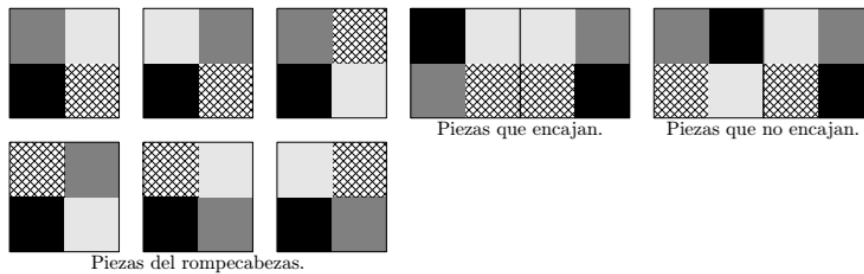 Piezas que encajan.
Piezas que no encajan.
Piezas del rompecabezas.